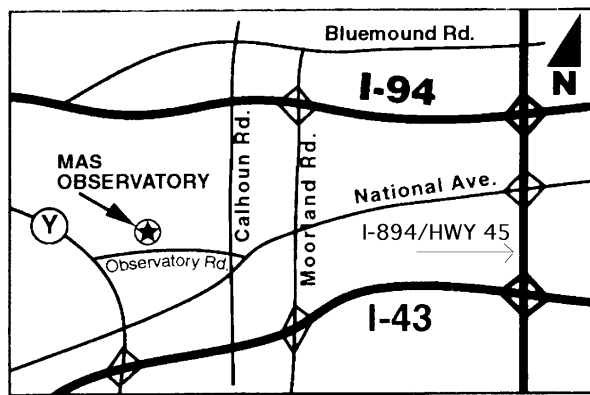 Bluemound Rd.
N
I-94
Calhoun Rd.
Moorland Rd.
MAS
OBSERVATORY
National Ave.
Y
I-894/HWY 45
Observatory Rd.
I-43